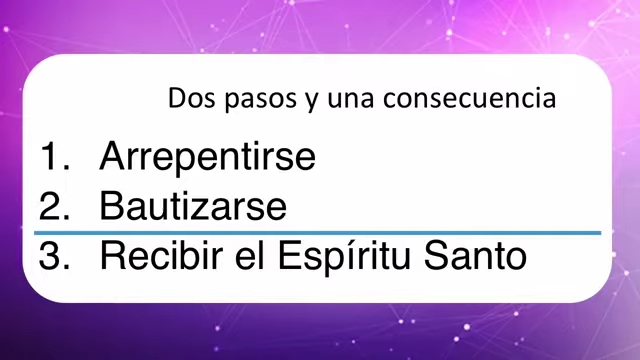 Dos pasos y una consecuencia
1. Arrepentirse
2. Bautizarse
3. Recibir el Espíritu Santo